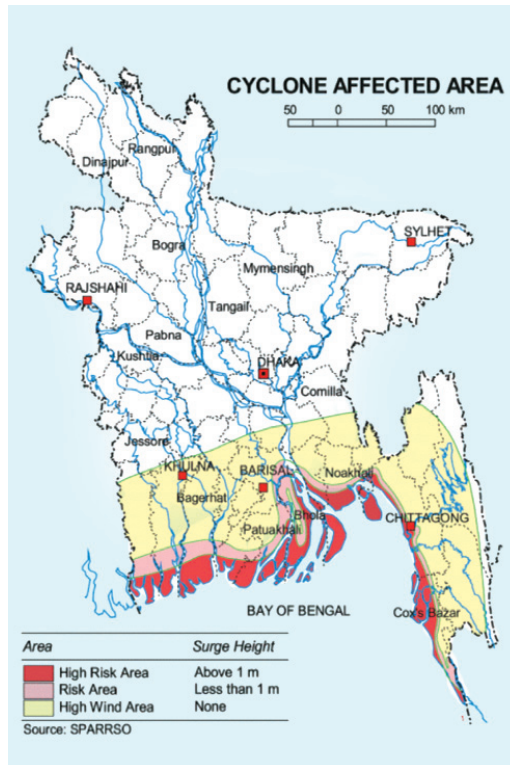 CYCLONE AFFECTED AREA
50 0 50 100 km
Rangpur
Dinajpur
SYLHET
Bogra
Mymensingh
RAJSHAHI
Tangail
Pabna
Kushtia
DHAKA
Comilla
Jessore
KHULNA
BARISAL
Noakhali
Bagerhat
Bhola
Patuakhali
CHITTAGONG
BAY OF BENGAL
Cox's Bazar
Area Surge Height
High Risk Area Above 1 m
Risk Area Less than 1 m
High Wind Area None
Source: SPARRSO